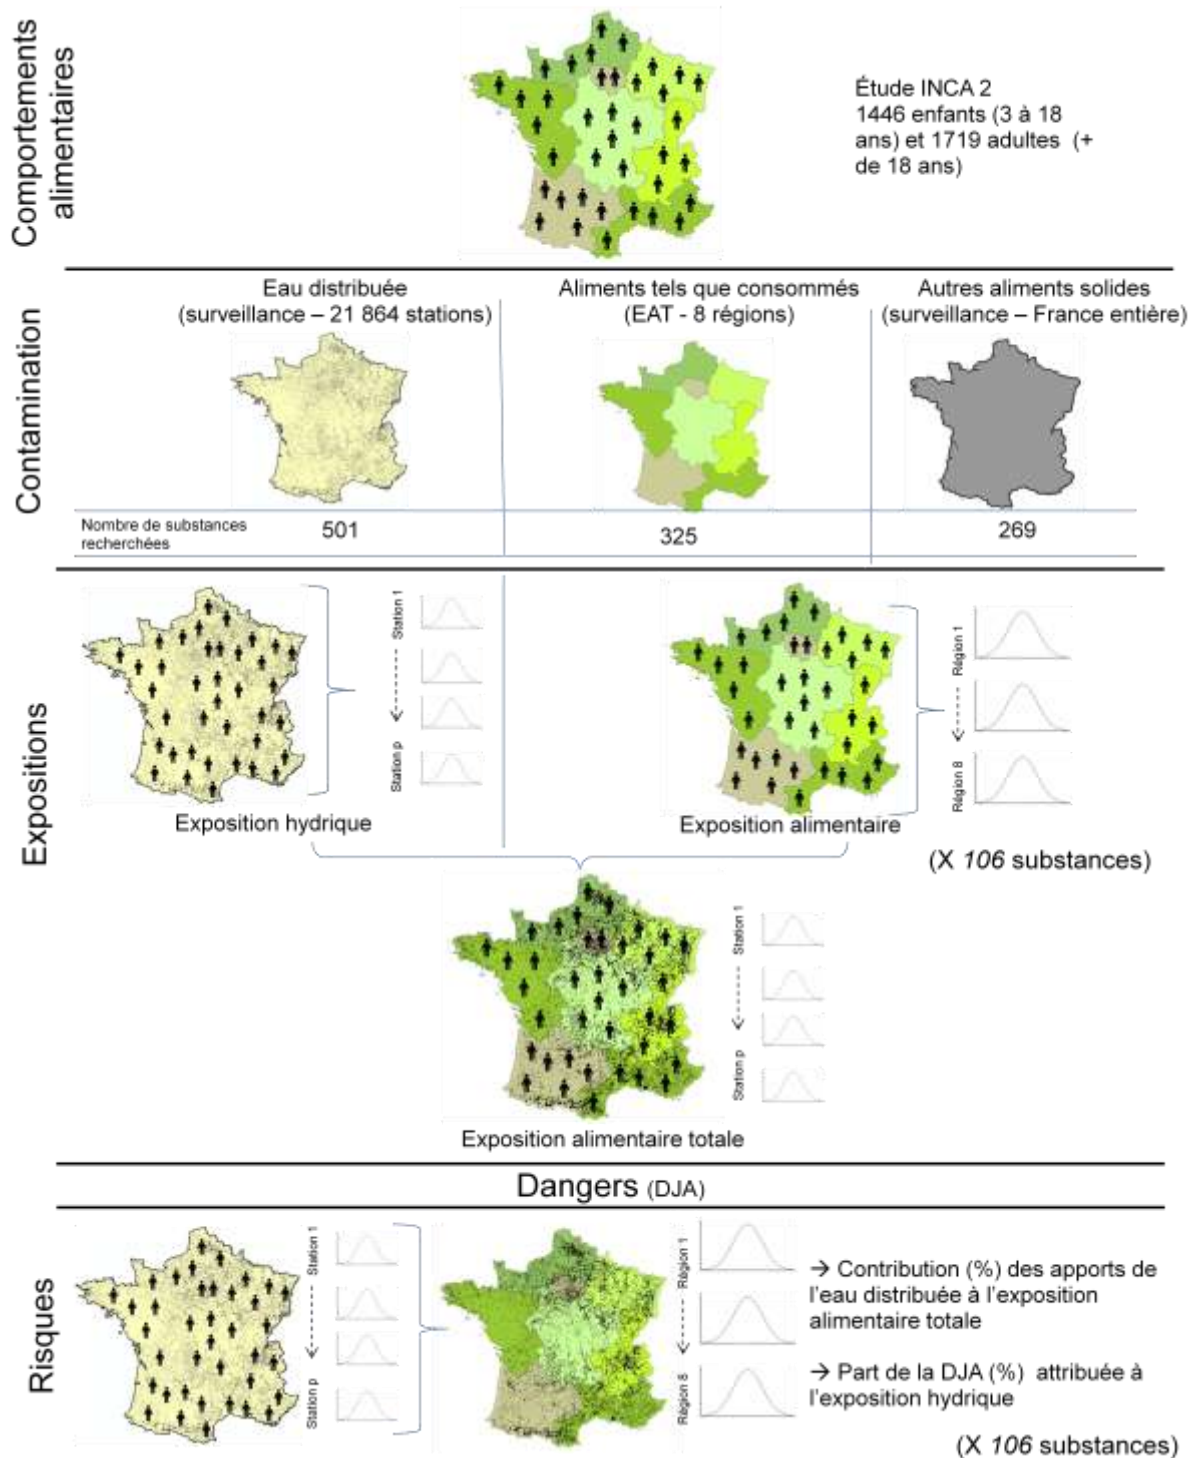 Comportements
alimentaires
Étude INCA 2
1446 enfants (3 à 18
ans) et 1719 adultes (+
de 18 ans)
Contamination
Eau distribuée
(surveillance – 21 864 stations)
Aliments tels que consommés
(EAT - 8 régions)
Autres aliments solides
(surveillance – France entière)
Nombre de substances
recherchées
501
325
269
Expositions
Station 1
Station p
Exposition hydrique
Région 1
Région 8
Exposition alimentaire
(X 106 substances)
Station 1
Station p
Exposition alimentaire totale
Dangers (DJA)
Risques
Station 1
Station p
Région 1
Région 8
→ Contribution (%) des apports de
l'eau distribuée à l'exposition
alimentaire totale
→ Part de la DJA (%) attribuée à
l'exposition hydrique
(X 106 substances)